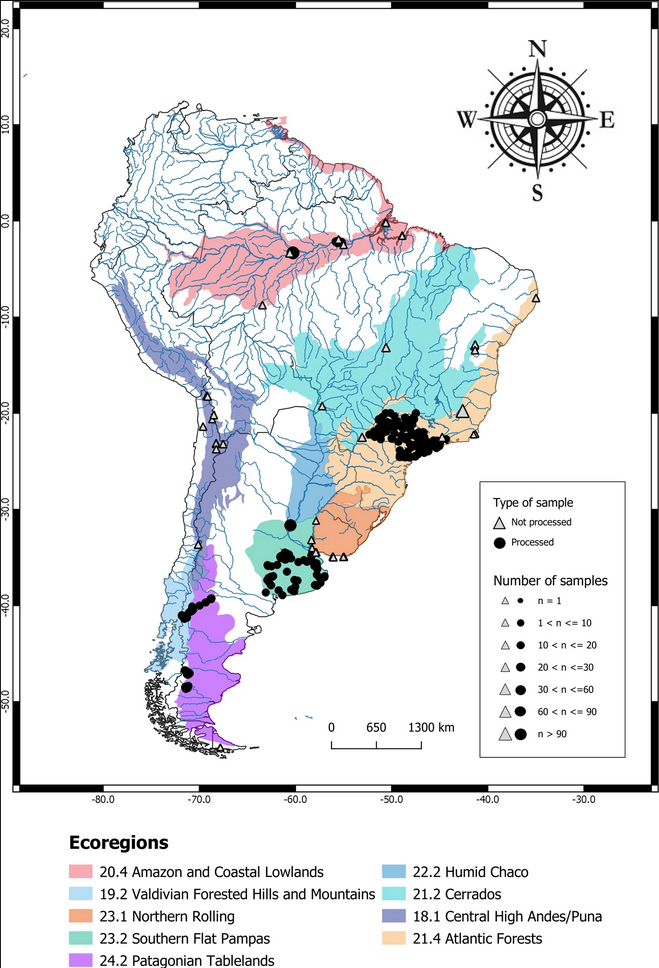 N
W
E
S
20.0
10.0
0.0
-10.0
-20.0
-30.0
-40.0
-50.0
Type of sample
Not processed
Processed
Number of samples
n = 1
1 < n <= 10
10 < n <= 20
20 < n <=30
30 < n <=60
60 < n <= 90
n > 90
0 650 1300 km
-80.0 -70.0 -60.0 -50.0 -40.0 -30.0
Ecoregions
20.4 Amazon and Coastal Lowlands
19.2 Valdivian Forested Hills and Mountains
23.1 Northern Rolling
23.2 Southern Flat Pampas
24.2 Patagonian Tablelands
22.2 Humid Chaco
21.2 Cerrados
18.1 Central High Andes/Puna
21.4 Atlantic Forests